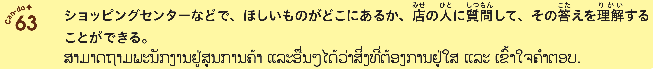 Can-do+
63
ショッピングセンターなどで、ほしいものがどこにあるか、店の人に質問して、その答えを理解する
ことができる。
ສາມາດຖາມພະນັກງານຢູ່ສູນການຄ້າ ແລະອື່ນໆໄດ້ວ່າສິ່ງທີ່ຕ້ອງການຢູ່ໃສ ແລະ ເຂົ້າໃຈຄຳຕອບ.